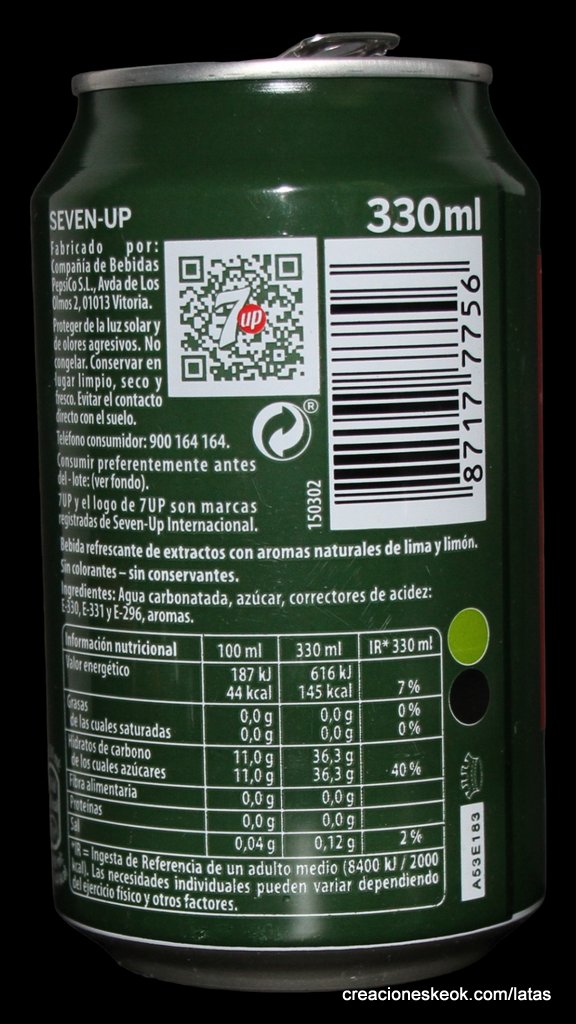 SEVEN-UP
330ml
Fabricado por:
Compañía de Bebidas
PepsiCo S.L., Avda de Los
Olmos 2, 01013 Vitoria.
Proteger de la luz solar y
de olores agresivos. No
congelar. Conservar en
lugar limpio, seco y
fresco. Evitar el contacto
directo con el suelo.
Teléfono consumidor: 900 164 164.
Consumir preferentemente antes
del - lote: (ver fondo).
7UP y el logo de 7UP son marcas
registradas de Seven-Up Internacional.
7up
®
150302
8717 7756
Bebida refrescante de extractos con aromas naturales de lima y limón.
Sin colorantes – sin conservantes.
Ingredientes: Agua carbonatada, azúcar, correctores de acidez:
E-330, E-331 y E-296, aromas.
Información nutricional 100 ml 330 ml IR* 330 ml
Valor energético 187 kJ 616 kJ
44 kcal 145 kcal 7 %
Grasas 0,0 g 0,0 g 0 %
de las cuales saturadas 0,0 g 0,0 g 0 %
Hidratos de carbono 11,0 g 36,3 g
de los cuales azúcares 11,0 g 36,3 g 40 %
Fibra alimentaria 0,0 g 0,0 g
Proteínas 0,0 g 0,0 g
Sal 0,04 g 0,12 g 2 %
*IR = Ingesta de Referencia de un adulto medio (8400 kJ / 2000
kcal). Las necesidades individuales pueden variar dependiendo
del ejercicio físico y otros factores.
A53E183
creacioneskeok.com/latas